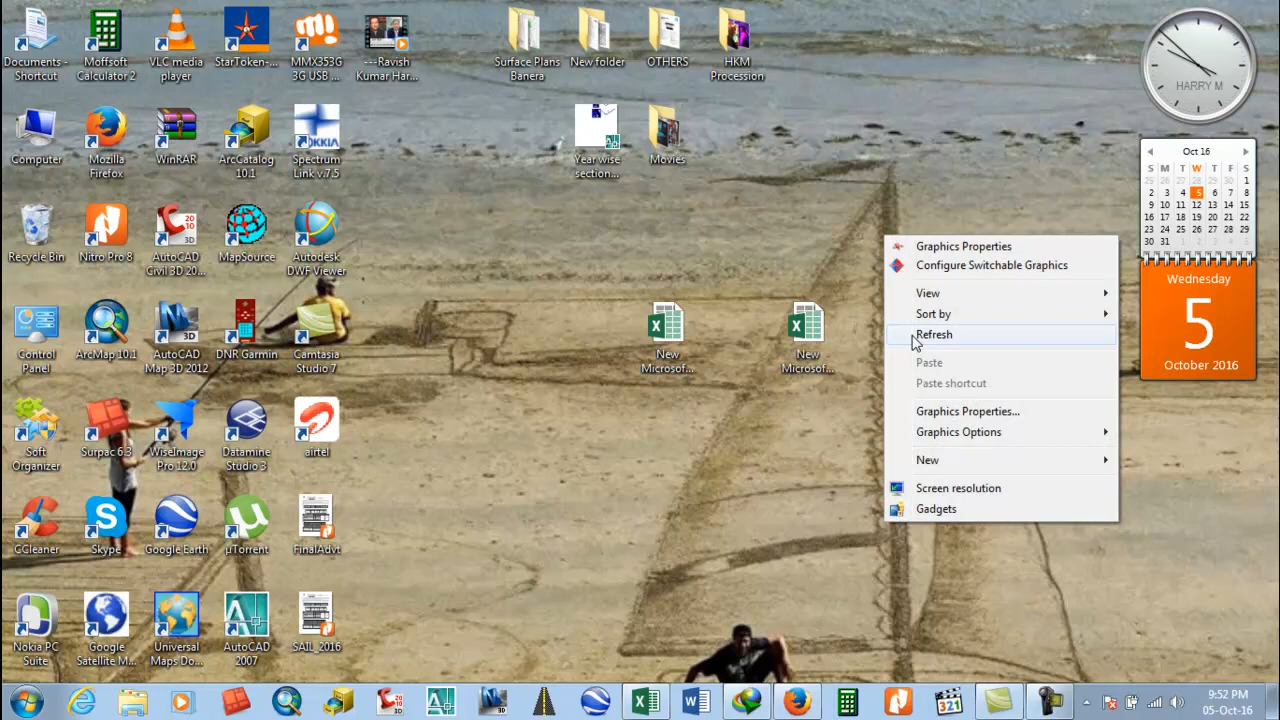 Documents -
Shortcut
Moffsoft
Calculator 2
VLC media
player
StarToken-...
MMX353G
3G USB ...
---Ravish
Kumar Har...
Surface Plans
Banera
New folder
OTHERS
HKM
Procession
HARRY M
Computer
Mozilla
Firefox
WinRAR
ArcCatalog
10.1
Spectrum
Link v.7.5
Year wise
section...
Movies
Oct 16
S M T W T F S
25 26 27 28 29 30 1
2 3 4 5 6 7 8
9 10 11 12 13 14 15
16 17 18 19 20 21 22
23 24 25 26 27 28 29
30 31 1 2 3 4 5
Wednesday
5
October 2016
Recycle Bin
Nitro Pro 8
AutoCAD
Civil 3D 20...
MapSource
Autodesk
DWF Viewer
Control
Panel
ArcMap 10.1
AutoCAD
Map 3D 2012
DNR Garmin
Camtasia
Studio 7
New
Microsof...
New
Microsof...
Graphics Properties
Configure Switchable Graphics
View
Sort by
Refresh
Paste
Paste shortcut
Graphics Properties...
Graphics Options
New
Screen resolution
Gadgets
Soft
Organizer
Surpac 6.3
WiseImage
Pro 12.0
Datamine
Studio 3
airtel
CCleaner
Skype
Google Earth
µTorrent
FinalAdvt
Nokia PC
Suite
Google
Satellite M...
Universal
Maps Do...
AutoCAD
2007
SAIL_2016
321
9:52 PM
05-Oct-16